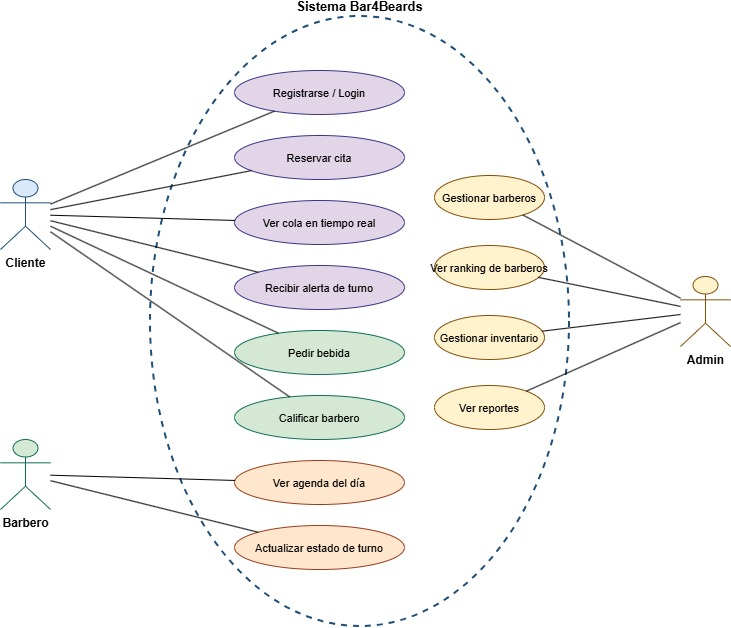 Sistema Bar4Beards
Registrarse / Login
Reservar cita
Ver cola en tiempo real
Recibir alerta de turno
Pedir bebida
Calificar barbero
Ver agenda del día
Actualizar estado de turno
Cliente
Barbero
Gestionar barberos
Ver ranking de barberos
Gestionar inventario
Ver reportes
Admin